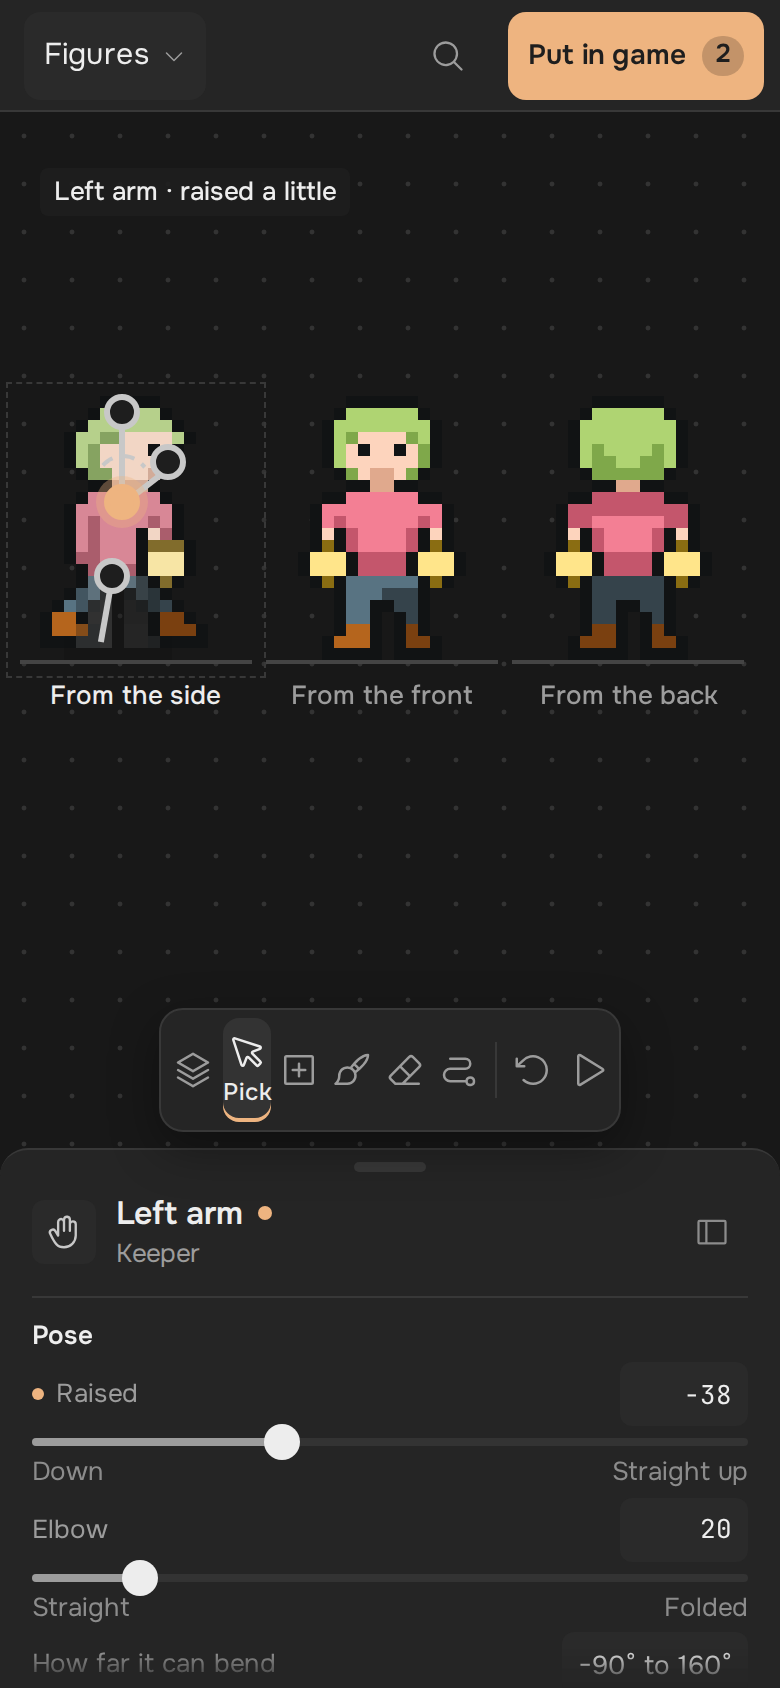 Figures
Put in game 2
Left arm · raised a little
From the side
From the front
From the back
Pick
Left arm
Keeper
Pose
Raised
-38
Down
Straight up
Elbow
20
Straight
Folded
How far it can bend
-90° to 160°